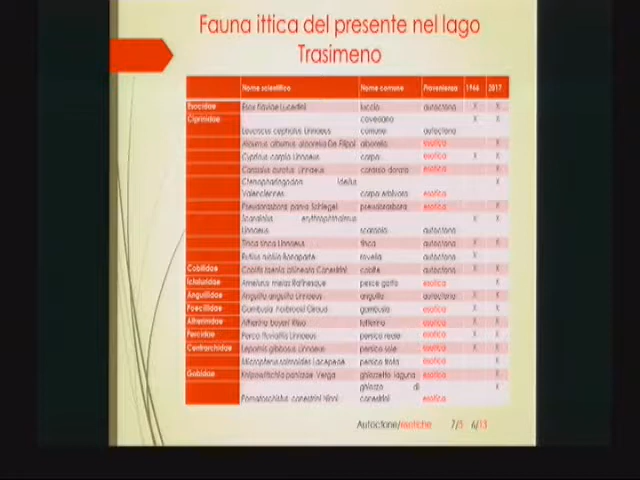 Fauna ittica del presente nel lago
Trasimeno
Nome scientifico Nome comune Provenienza 1966 2017
Esocidae Esox flaviae Lucentini luccio autoctona X X
Ciprinidae cavedano X X
Leuciscus cephalus Linnaeus comune autoctona
Alburnus alburnus alborella De Filippi alborella esotica X
Cyprinus carpio Linnaeus carpa esotica X X
Carassius auratus Linnaeus carassio dorato esotica X
Ctenopharingodon Idellus X
Valenciennes carpa erbivora esotica
Pseudorasbora parva Schlegel pseudorasbora esotica X
Scardinius erythrophthalmus X X
Linnaeus scardola autoctona
Tinca tinca Linnaeus tinca autoctona X X
Rutilus rubilio Bonaparte rovella autoctona X
Cobitidae Cobitis taenia bilineata Canestrini cobite autoctona X X
Ictaluridae Ameiurus melas Rafinesque pesce gatto esotica X
Anguillidae Anguilla anguilla Linnaeus anguilla autoctona X X
Poeciliidae Gambusia holbrooki Giraud gambusia esotica X X
Atherinidae Atherina boyeri Risso latterino esotica X X
Percidae Perca fluviatilis Linnaeus persico reale esotica X X
Centrarchidae Lepomis gibbosus Linnaeus persico sole esotica X X
Micropterus salmoides Lacepede persico trota esotica X
Gobidae Knipowitschia panizzae Verga ghiozzetto laguna esotica X
ghiozzo di X
Pomatoschistus canestrini Ninni canestrini esotica
Autoctone/esotiche 7/5 6/13